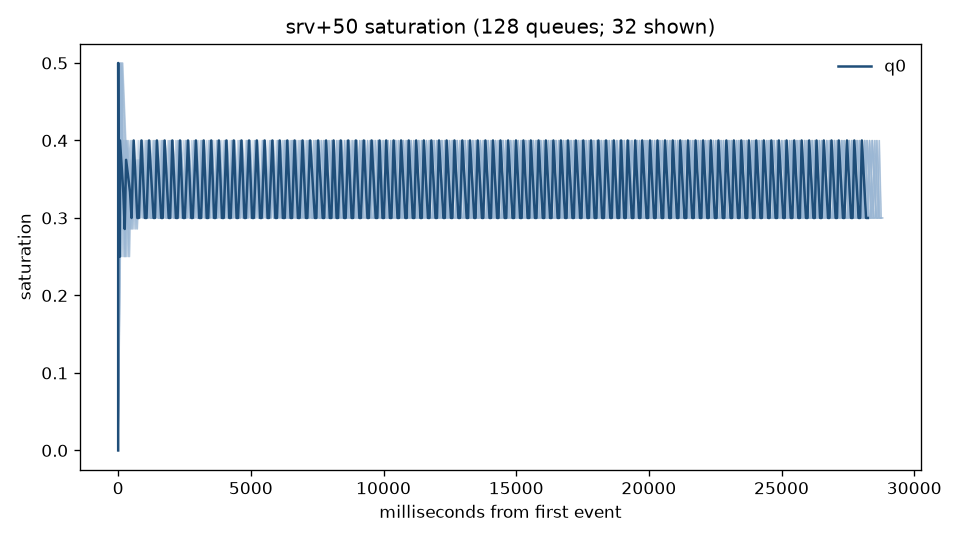 srv+50 saturation (128 queues; 32 shown)
q0
saturation
0.5
0.4
0.3
0.2
0.1
0.0
0 5000 10000 15000 20000 25000 30000
milliseconds from first event